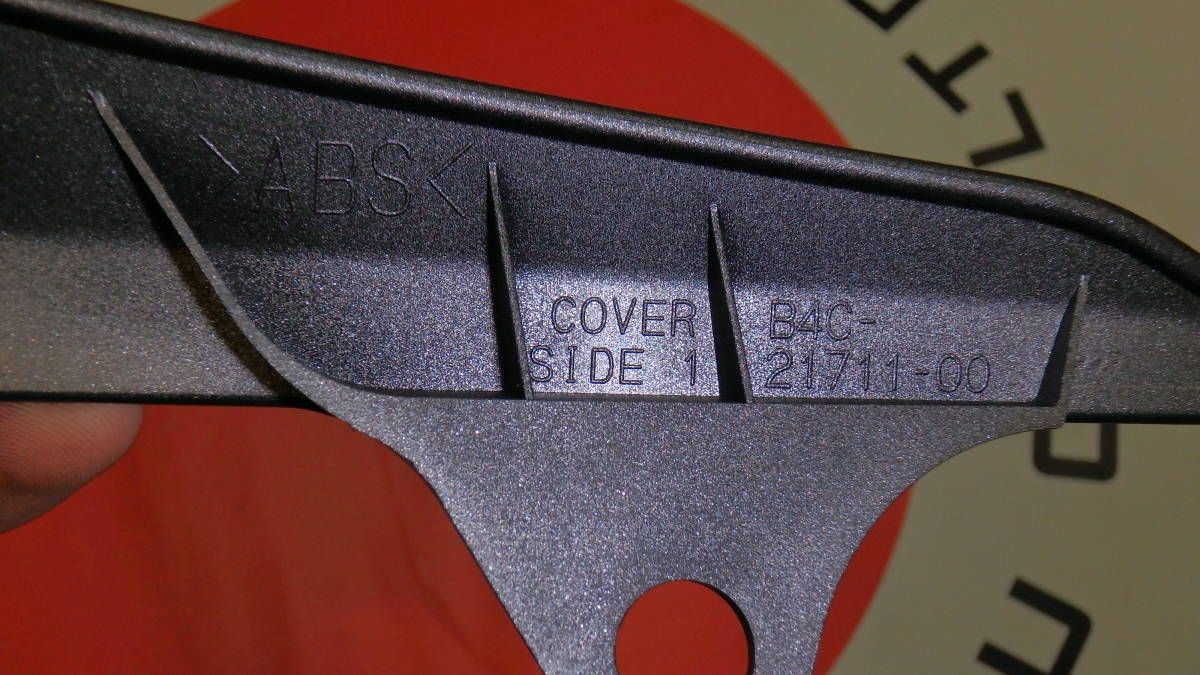 >ABS<
COVER
SIDE 1
B4C-
21711-00